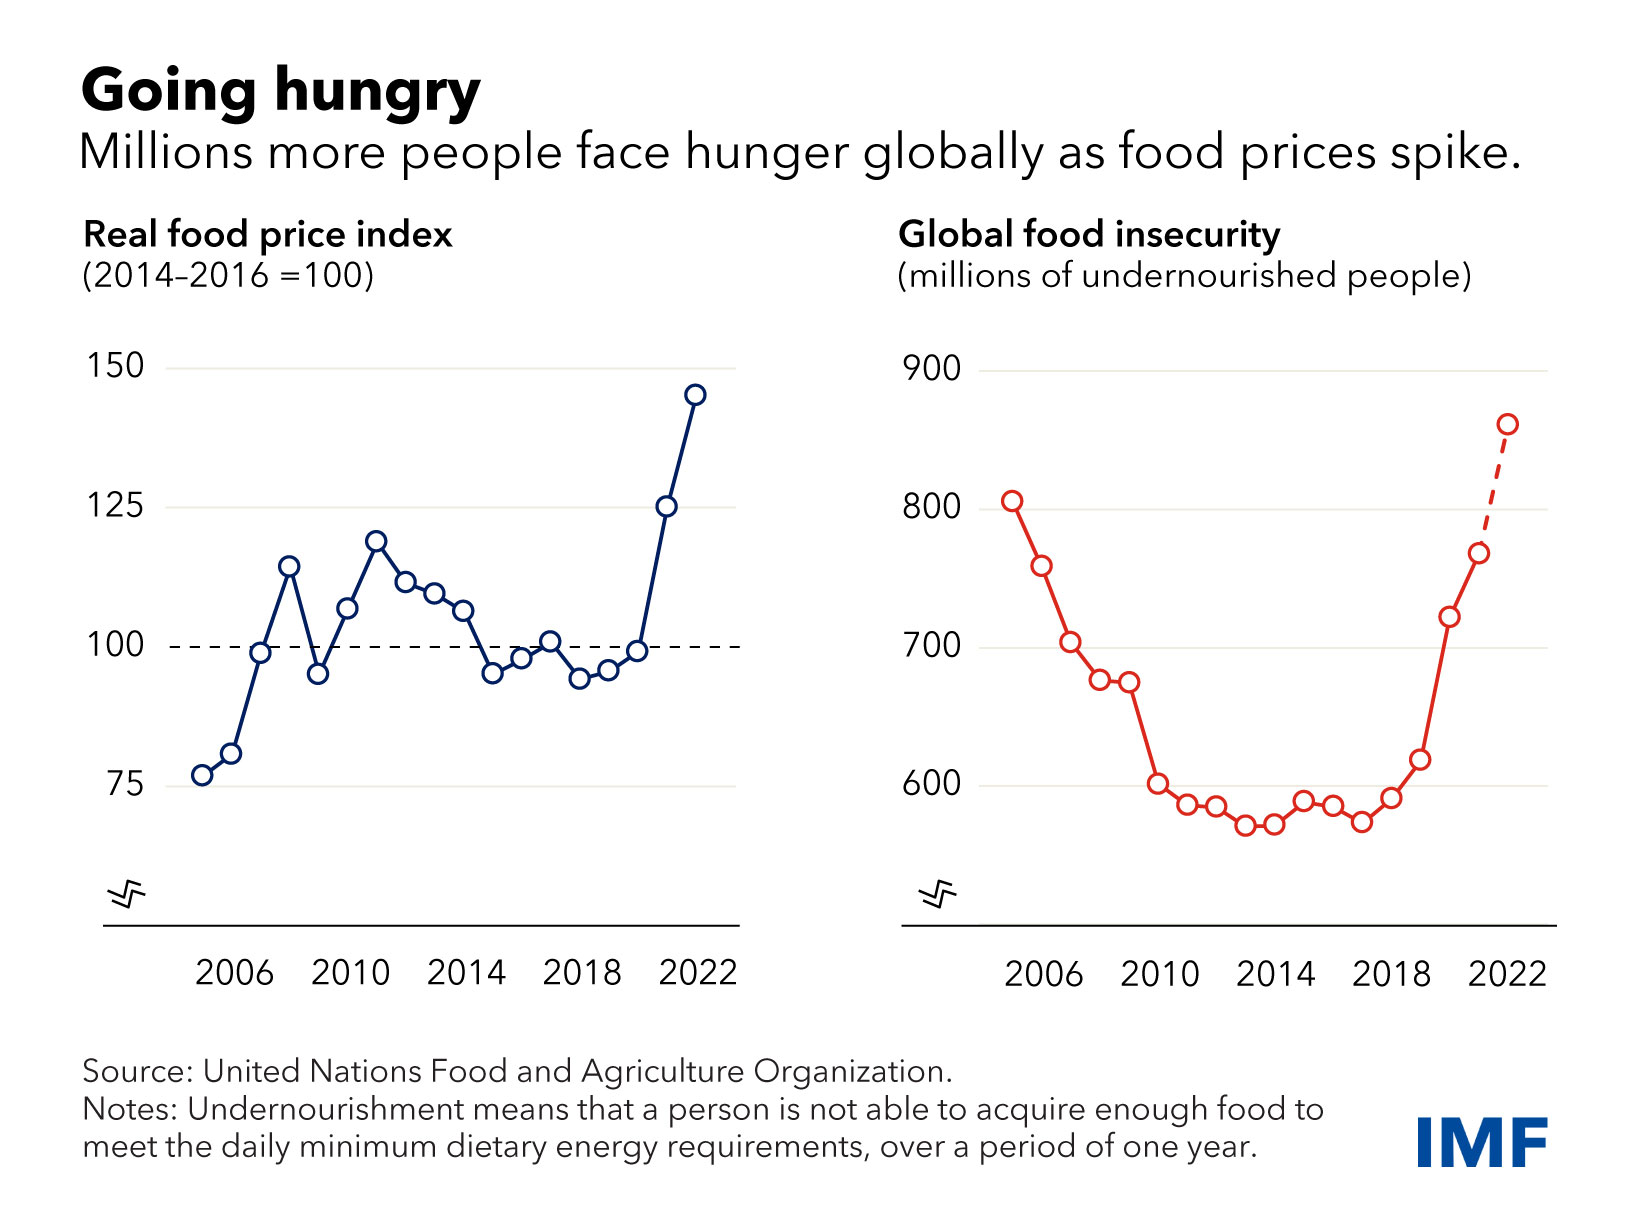 Going hungry
Millions more people face hunger globally as food prices spike.
Real food price index
(2014–2016 =100)
150
125
100
75
2006 2010 2014 2018 2022
Global food insecurity
(millions of undernourished people)
900
800
700
600
2006 2010 2014 2018 2022
Source: United Nations Food and Agriculture Organization.
Notes: Undernourishment means that a person is not able to acquire enough food to
meet the daily minimum dietary energy requirements, over a period of one year.
IMF